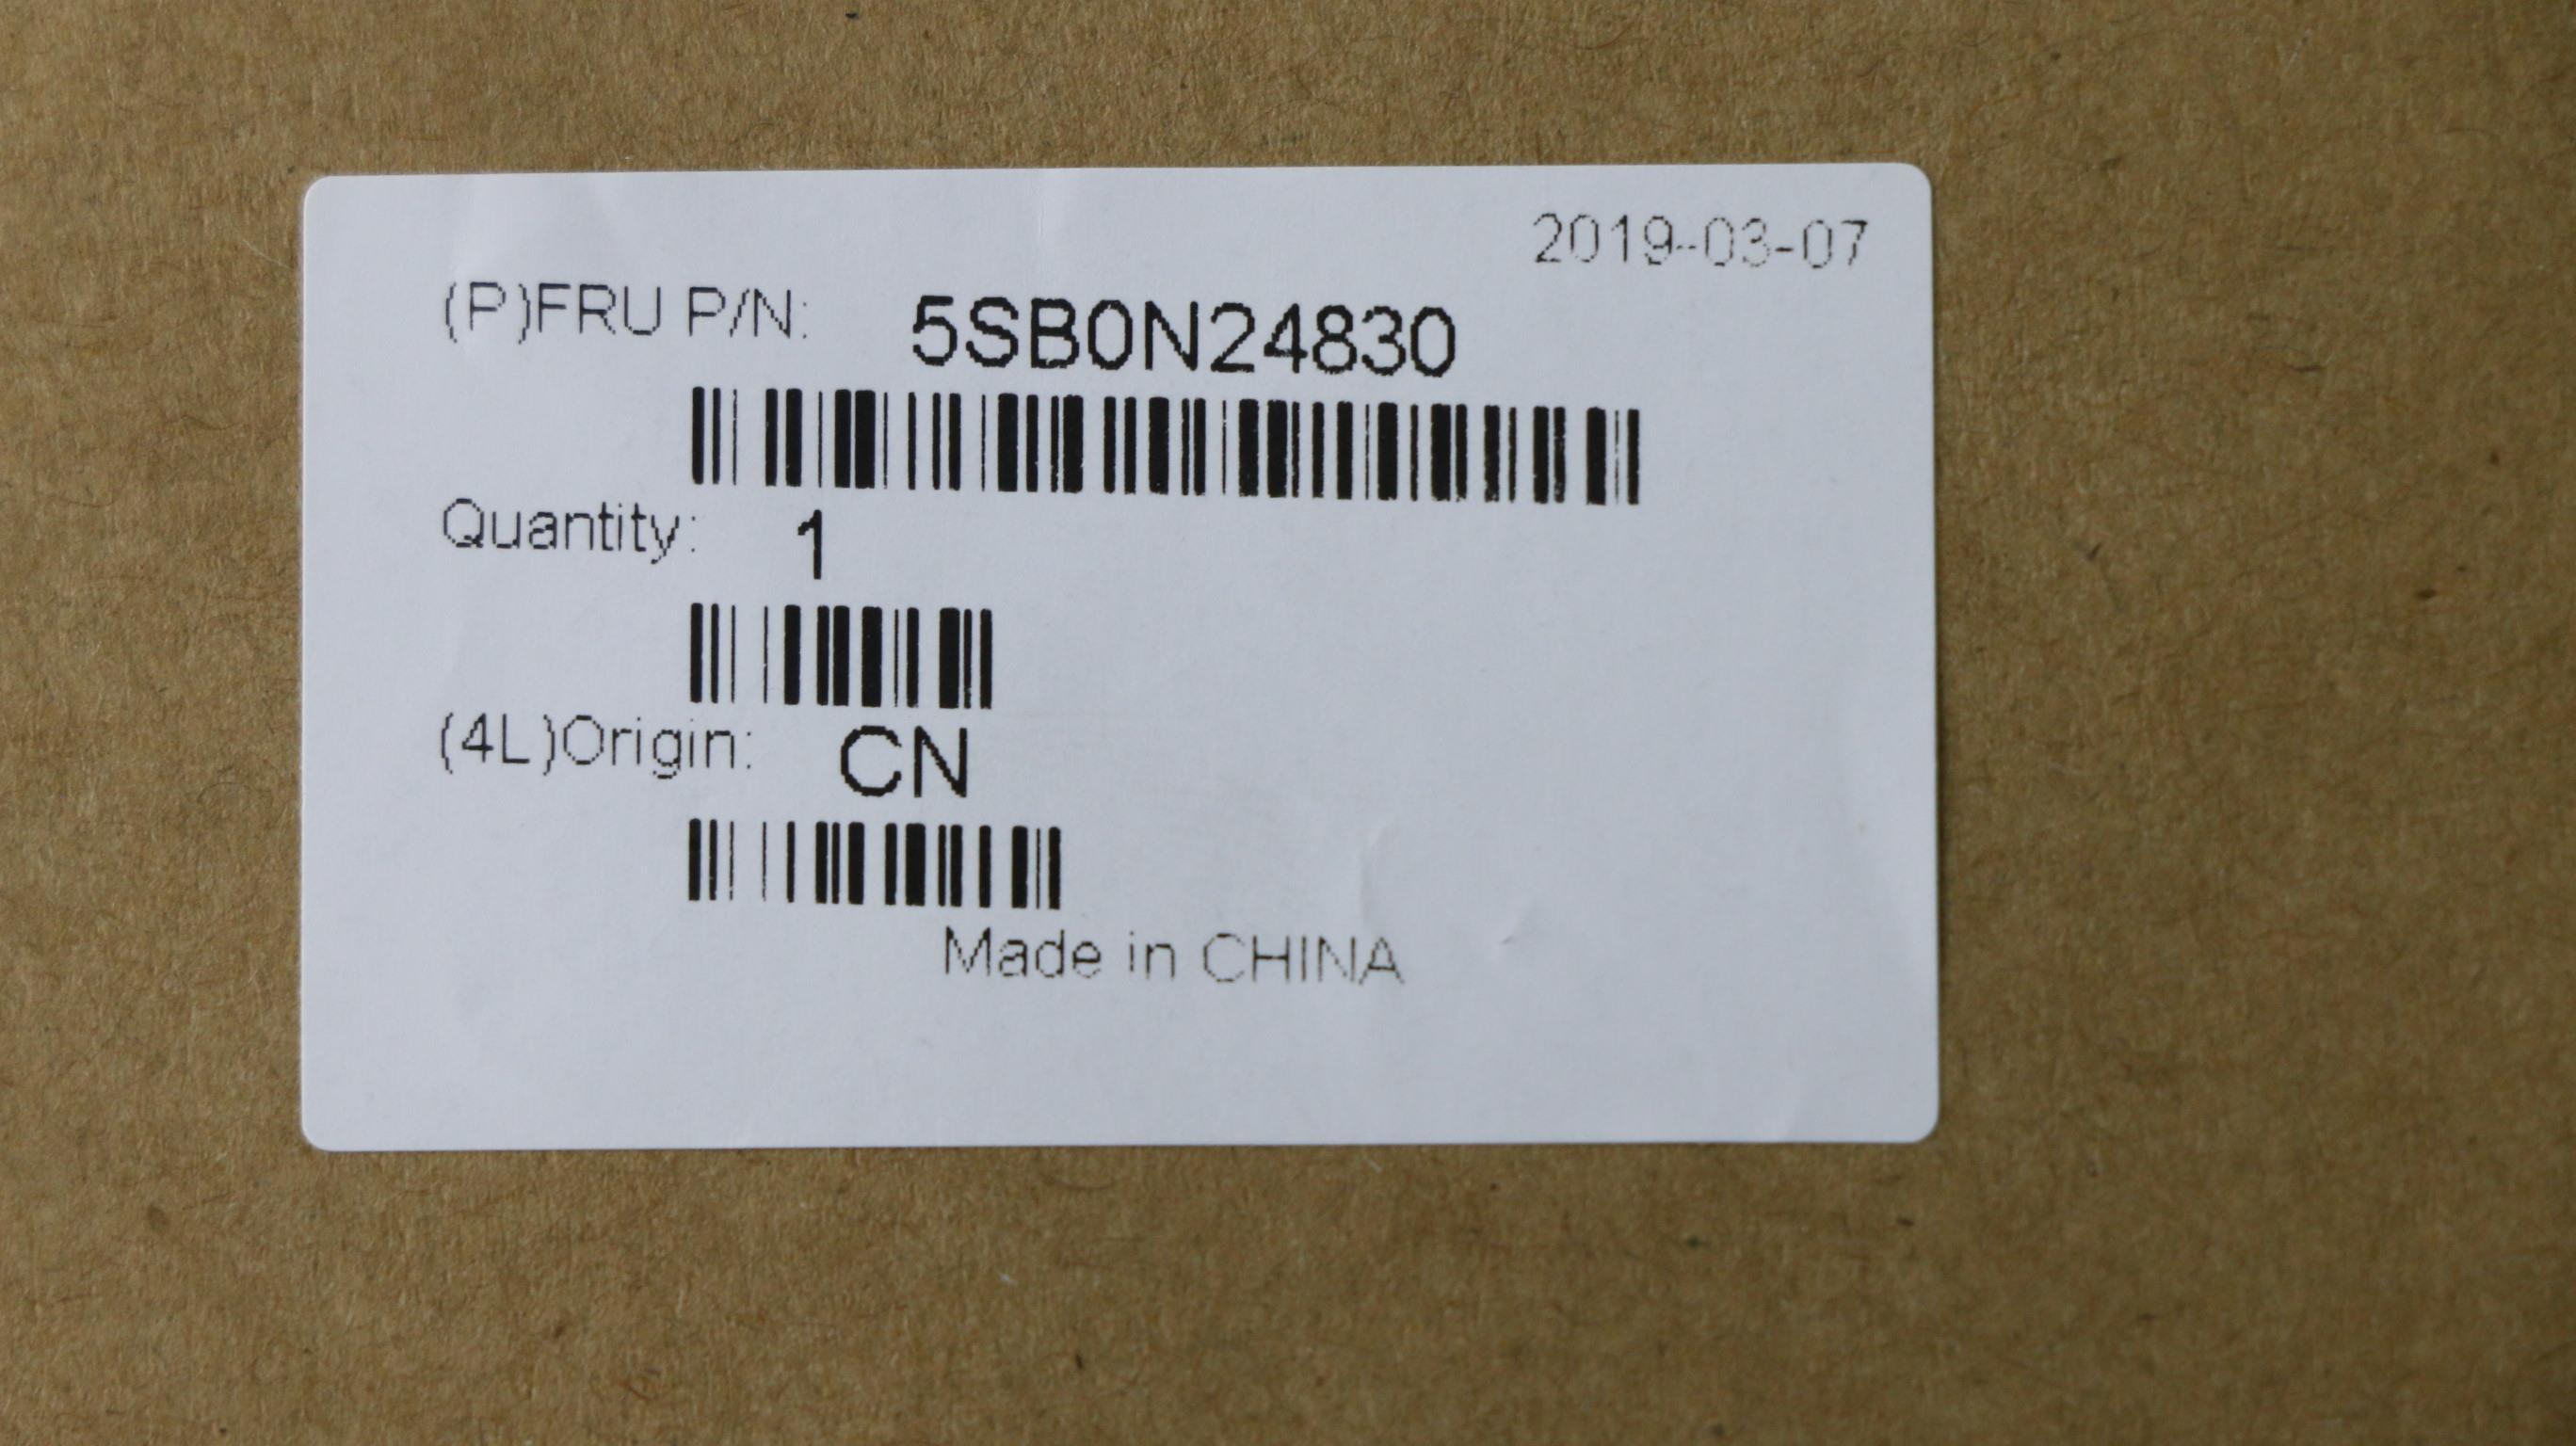 2019-03-07
(P)FRU P/N: 5SB0N24830
Quantity: 1
(4L)Origin: CN
Made in CHINA